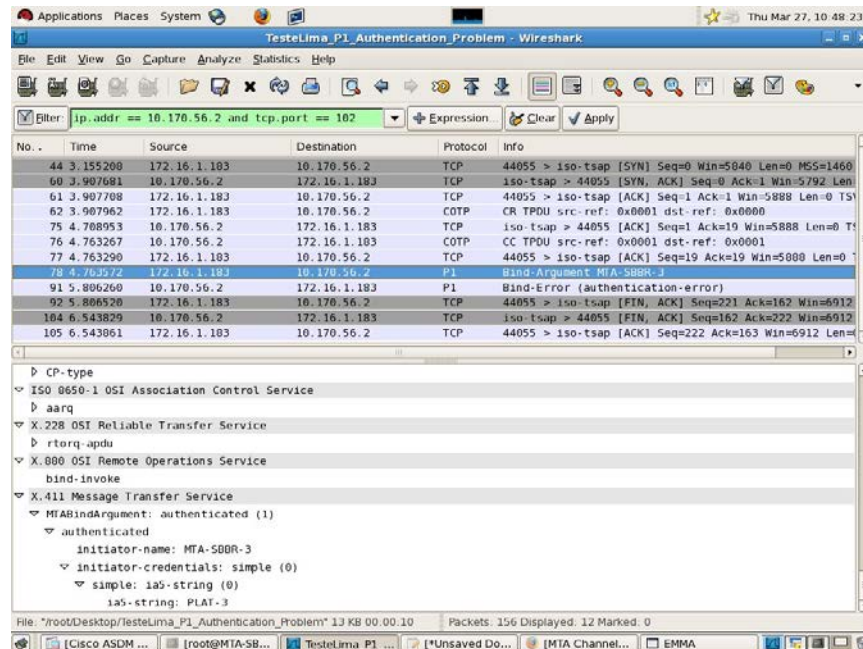 Applications Places System Thu Mar 27, 10:48:23
TesteLima_P1_Authentication_Problem - Wireshark
File Edit View Go Capture Analyze Statistics Help
Filter: ip.addr == 10.170.56.2 and tcp.port == 102 Expression... Clear Apply
No. . Time Source Destination Protocol Info
44 3.155200 172.16.1.183 10.170.56.2 TCP 44055 > iso-tsap [SYN] Seq=0 Win=5840 Len=0 MSS=1460
60 3.907681 10.170.56.2 172.16.1.183 TCP iso-tsap > 44055 [SYN, ACK] Seq=0 Ack=1 Win=5792 Len
61 3.907708 172.16.1.183 10.170.56.2 TCP 44055 > iso-tsap [ACK] Seq=1 Ack=1 Win=5888 Len=0 TSV
62 3.907962 172.16.1.183 10.170.56.2 COTP CR TPDU src-ref: 0x0001 dst-ref: 0x0000
75 4.708953 10.170.56.2 172.16.1.183 TCP iso-tsap > 44055 [ACK] Seq=1 Ack=19 Win=5888 Len=0 TS
76 4.763267 10.170.56.2 172.16.1.183 COTP CC TPDU src-ref: 0x0001 dst-ref: 0x0001
77 4.763290 172.16.1.183 10.170.56.2 TCP 44055 > iso-tsap [ACK] Seq=19 Ack=19 Win=5888 Len=0
78 4.763572 172.16.1.183 10.170.56.2 P1 Bind-Argument MTA-SBBR-3
91 5.806260 10.170.56.2 172.16.1.183 P1 Bind-Error (authentication-error)
92 5.806520 172.16.1.183 10.170.56.2 TCP 44055 > iso-tsap [FIN, ACK] Seq=221 Ack=162 Win=6912
104 6.543829 10.170.56.2 172.16.1.183 TCP iso-tsap > 44055 [FIN, ACK] Seq=162 Ack=222 Win=6912
105 6.543861 172.16.1.183 10.170.56.2 TCP 44055 > iso-tsap [ACK] Seq=222 Ack=163 Win=6912 Len=
CP-type
ISO 8650-1 OSI Association Control Service
aarq
X.228 OSI Reliable Transfer Service
rtorq-apdu
X.880 OSI Remote Operations Service
bind-invoke
X.411 Message Transfer Service
MTABindArgument: authenticated (1)
authenticated
initiator-name: MTA-SBBR-3
initiator-credentials: simple (0)
simple: ia5-string (0)
ia5-string: PLAT-3
File: "/root/Desktop/TesteLima_P1_Authentication_Problem" 13 KB 00:00:10 Packets: 156 Displayed: 12 Marked: 0
[Cisco ASDM ... [root@MTA-SB... TesteLima_P1 ... [*Unsaved Do... [MTA Channel... EMMA